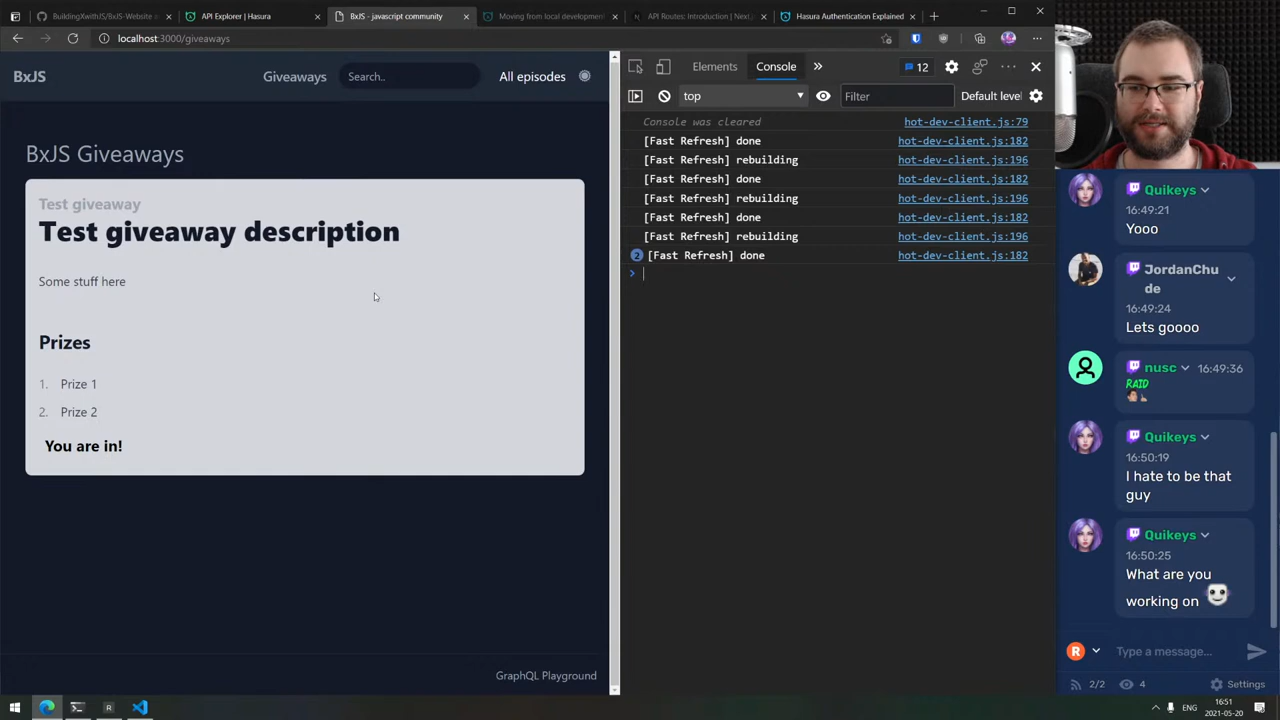 BuildingXwithJS/BxJS-Website
API Explorer | Hasura
BxJS - javascript community
Moving from local development
API Routes: Introduction | Next.
Hasura Authentication Explained
localhost:3000/giveaways
BxJS
Giveaways
Search..
All episodes
BxJS Giveaways
Test giveaway
Test giveaway description
Some stuff here
Prizes
1. Prize 1
2. Prize 2
You are in!
GraphQL Playground
Elements
Console
12
top
Filter
Default level
Console was cleared hot-dev-client.js:79
[Fast Refresh] done hot-dev-client.js:182
[Fast Refresh] rebuilding hot-dev-client.js:196
[Fast Refresh] done hot-dev-client.js:182
[Fast Refresh] rebuilding hot-dev-client.js:196
[Fast Refresh] done hot-dev-client.js:182
[Fast Refresh] rebuilding hot-dev-client.js:196
2 [Fast Refresh] done hot-dev-client.js:182
Quikeys
16:49:21
Yooo
JordanChu
de
16:49:24
Lets goooo
nusc 16:49:36
RAID
Quikeys
16:50:19
I hate to be that
guy
Quikeys
16:50:25
What are you
working on
R
Type a message...
2/2
4
Settings
ENG
16:51
2021-05-20